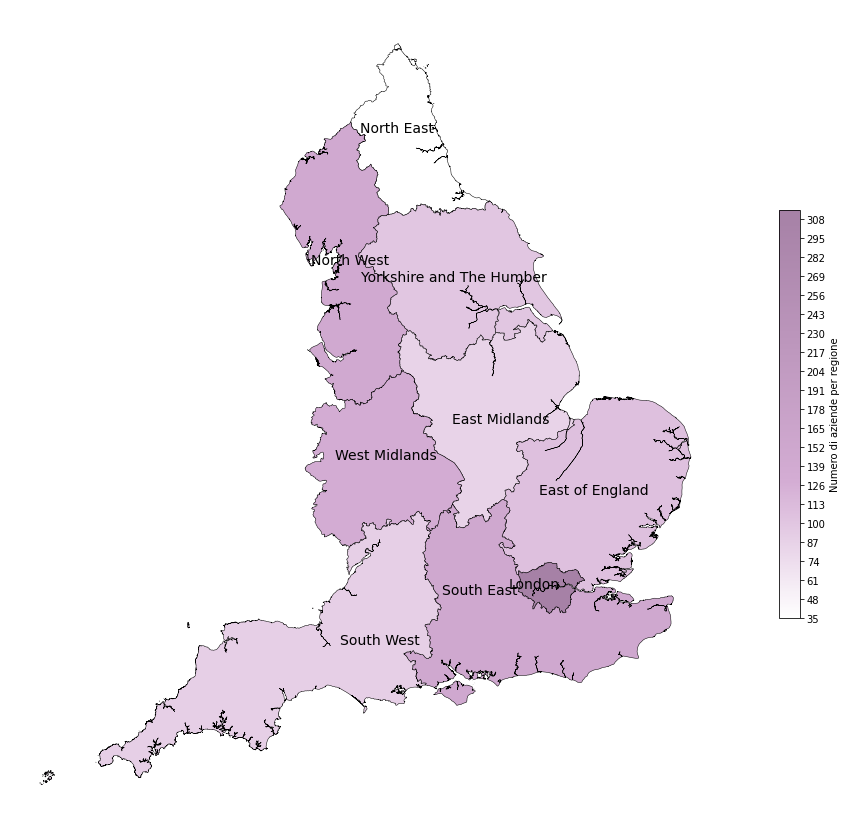 North East
North West
Yorkshire and The Humber
East Midlands
West Midlands
East of England
London
South East
South West
308
295
282
269
256
243
230
217
204
191
178
165
152
139
126
113
100
87
74
61
48
35
Numero di aziende per regione